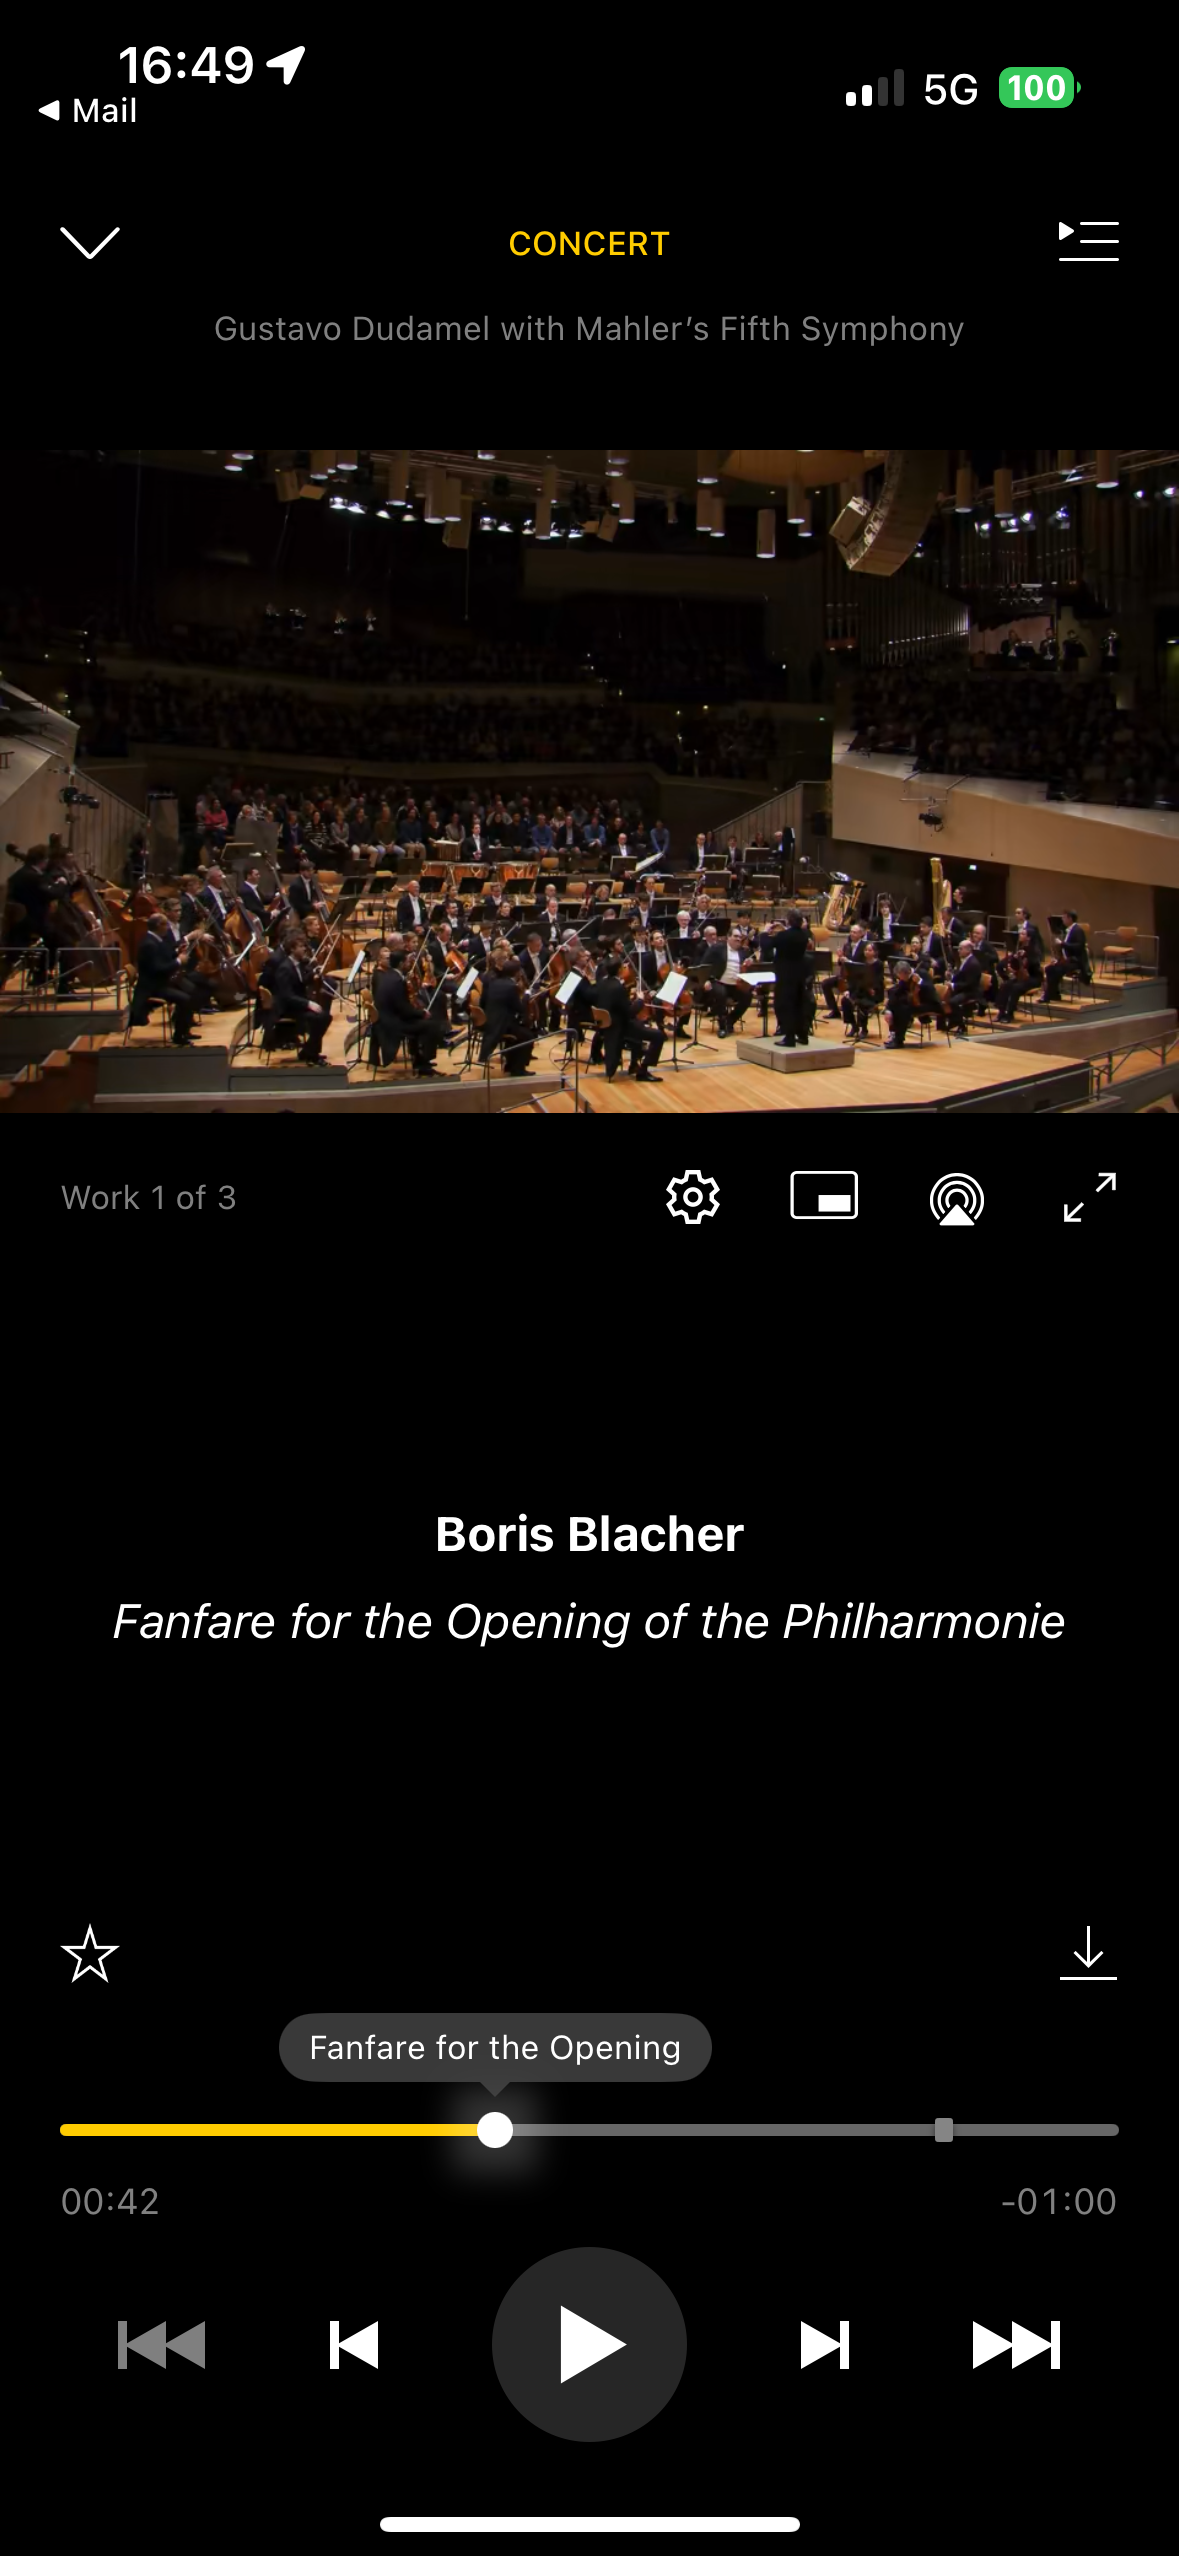 16:49
5G
100
Mail
CONCERT
Gustavo Dudamel with Mahler’s Fifth Symphony
Work 1 of 3
Boris Blacher
Fanfare for the Opening of the Philharmonie
Fanfare for the Opening
00:42
-01:00